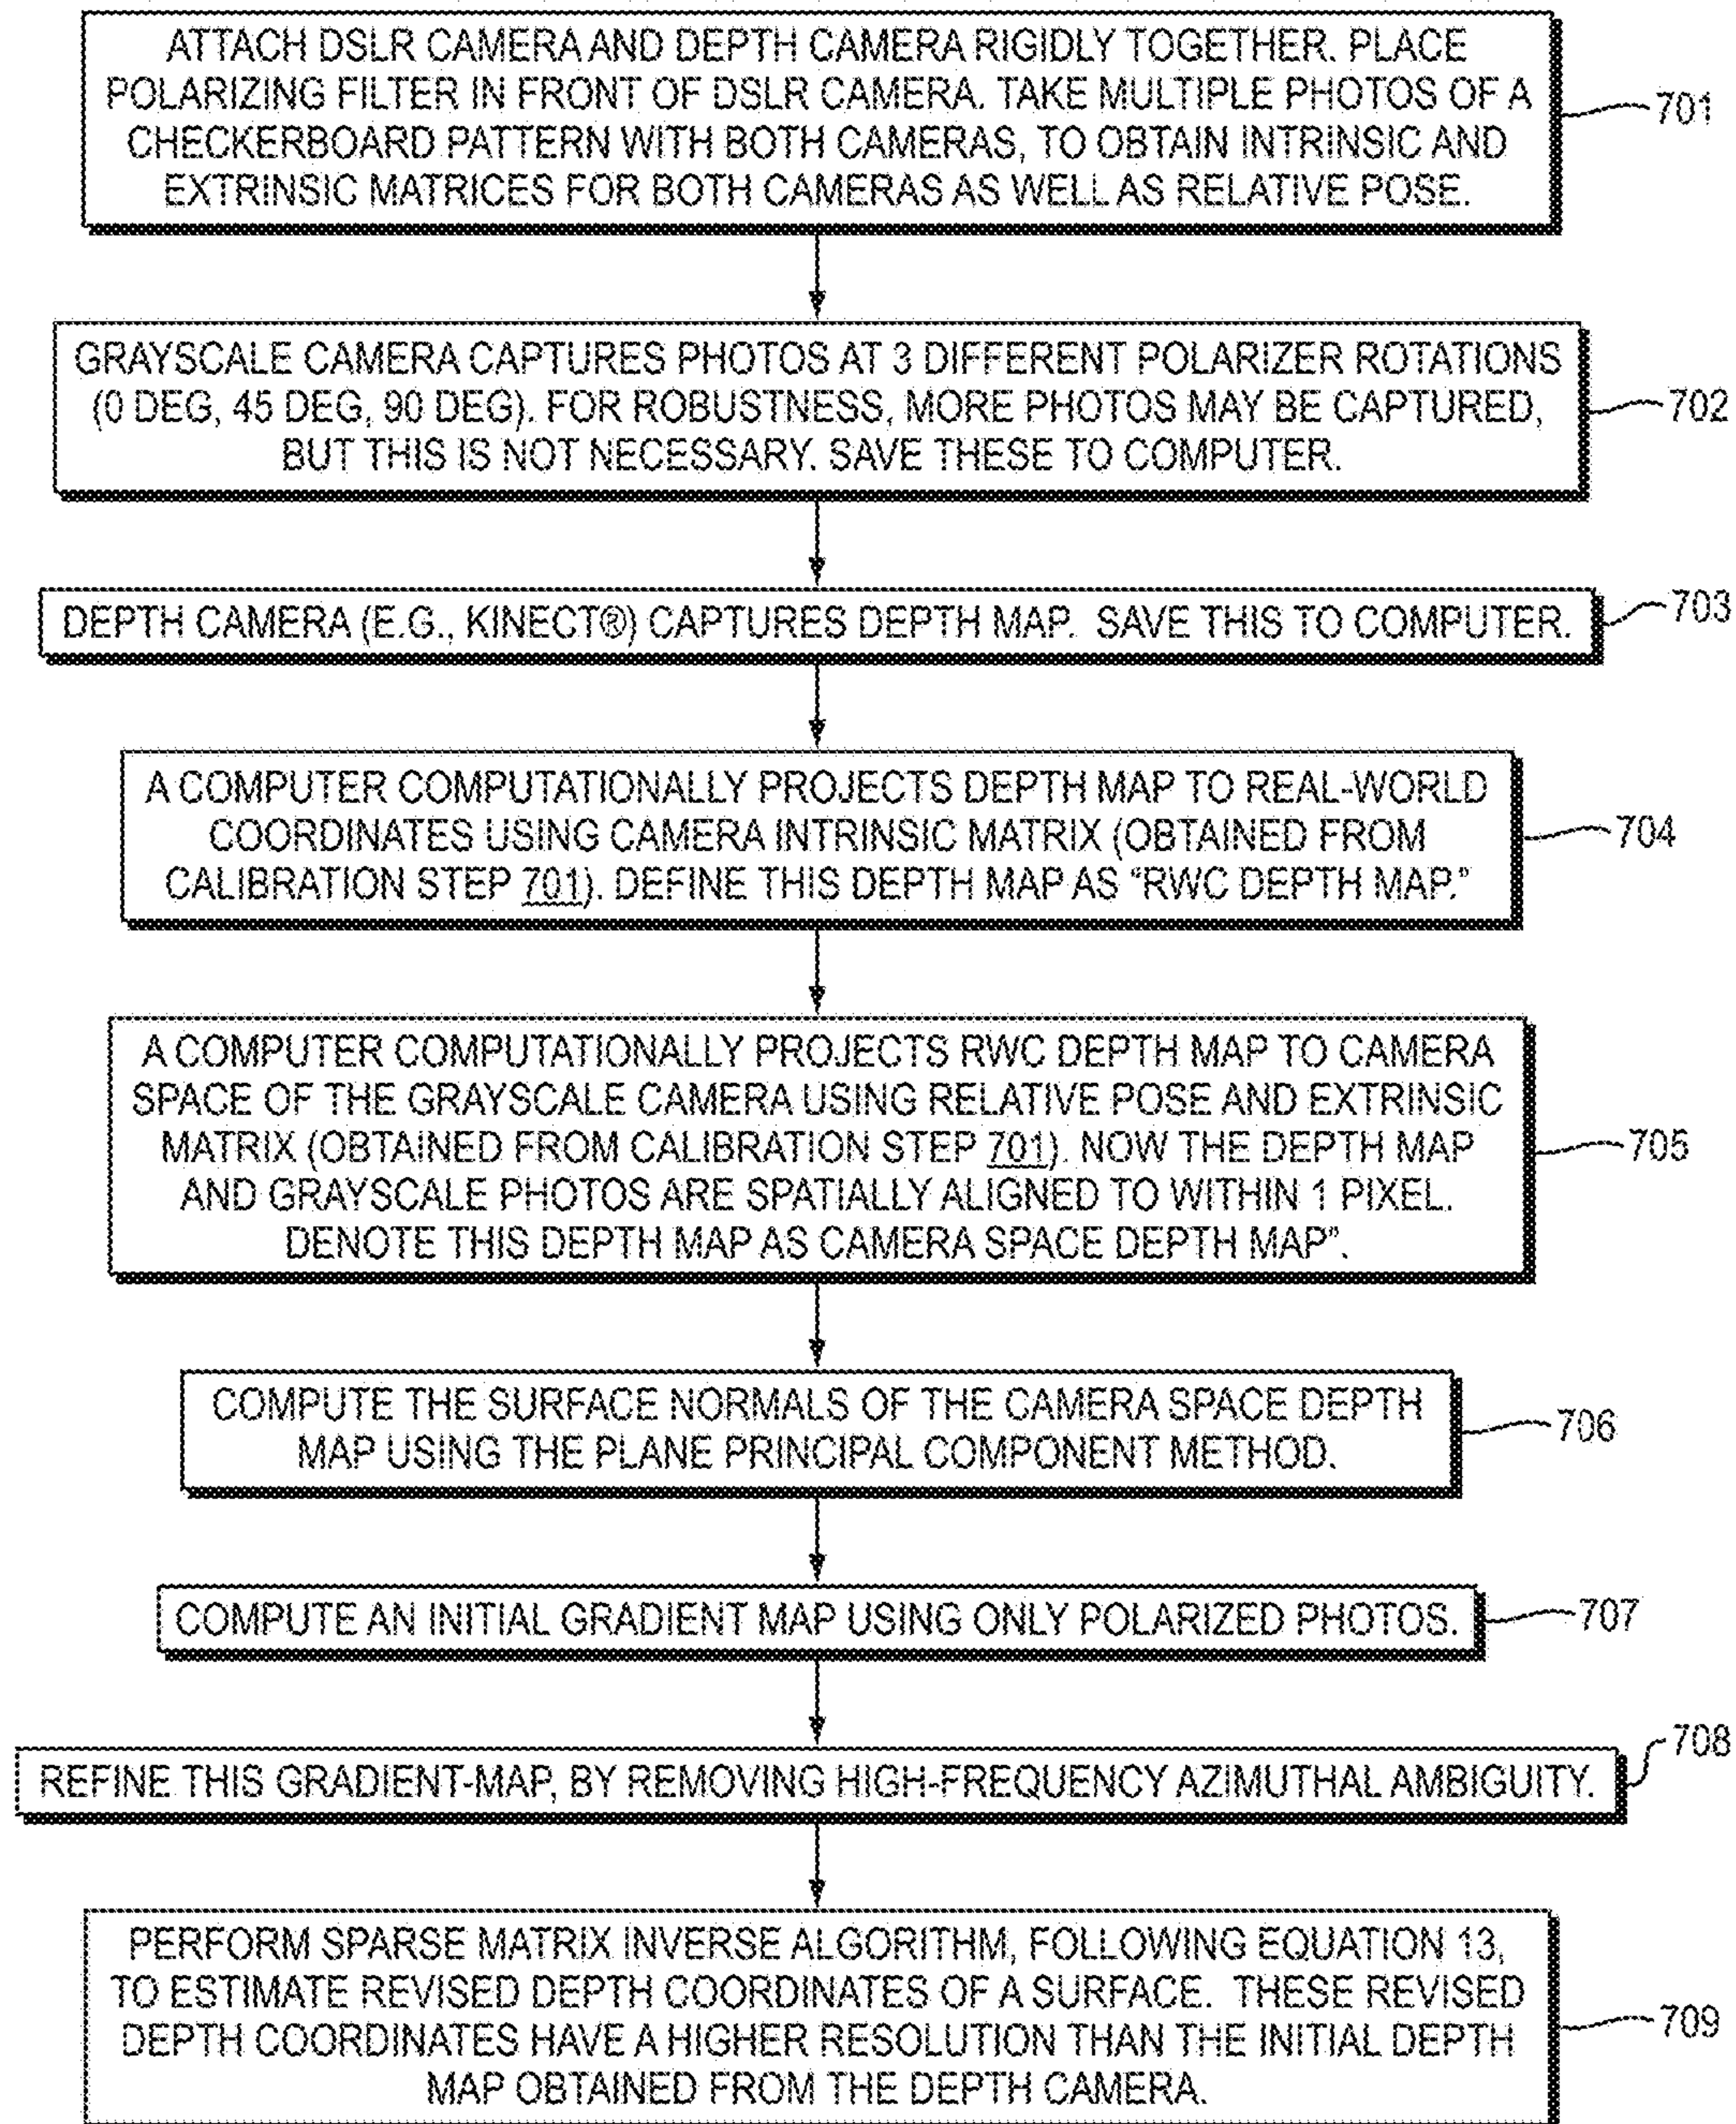 ATTACH DSLR CAMERA AND DEPTH CAMERA RIGIDLY TOGETHER. PLACE
POLARIZING FILTER IN FRONT OF DSLR CAMERA. TAKE MULTIPLE PHOTOS OF A
CHECKERBOARD PATTERN WITH BOTH CAMERAS, TO OBTAIN INTRINSIC AND
EXTRINSIC MATRICES FOR BOTH CAMERAS AS WELL AS RELATIVE POSE.
701
GRAYSCALE CAMERA CAPTURES PHOTOS AT 3 DIFFERENT POLARIZER ROTATIONS
(0 DEG, 45 DEG, 90 DEG). FOR ROBUSTNESS, MORE PHOTOS MAY BE CAPTURED,
BUT THIS IS NOT NECESSARY. SAVE THESE TO COMPUTER.
702
DEPTH CAMERA (E.G., KINECT®) CAPTURES DEPTH MAP. SAVE THIS TO COMPUTER.
703
A COMPUTER COMPUTATIONALLY PROJECTS DEPTH MAP TO REAL-WORLD
COORDINATES USING CAMERA INTRINSIC MATRIX (OBTAINED FROM
CALIBRATION STEP 701). DEFINE THIS DEPTH MAP AS "RWC DEPTH MAP."
704
A COMPUTER COMPUTATIONALLY PROJECTS RWC DEPTH MAP TO CAMERA
SPACE OF THE GRAYSCALE CAMERA USING RELATIVE POSE AND EXTRINSIC
MATRIX (OBTAINED FROM CALIBRATION STEP 701). NOW THE DEPTH MAP
AND GRAYSCALE PHOTOS ARE SPATIALLY ALIGNED TO WITHIN 1 PIXEL.
DENOTE THIS DEPTH MAP AS CAMERA SPACE DEPTH MAP".
705
COMPUTE THE SURFACE NORMALS OF THE CAMERA SPACE DEPTH
MAP USING THE PLANE PRINCIPAL COMPONENT METHOD.
706
COMPUTE AN INITIAL GRADIENT MAP USING ONLY POLARIZED PHOTOS.
707
REFINE THIS GRADIENT-MAP, BY REMOVING HIGH-FREQUENCY AZIMUTHAL AMBIGUITY.
708
PERFORM SPARSE MATRIX INVERSE ALGORITHM, FOLLOWING EQUATION 13,
TO ESTIMATE REVISED DEPTH COORDINATES OF A SURFACE. THESE REVISED
DEPTH COORDINATES HAVE A HIGHER RESOLUTION THAN THE INITIAL DEPTH
MAP OBTAINED FROM THE DEPTH CAMERA.
709